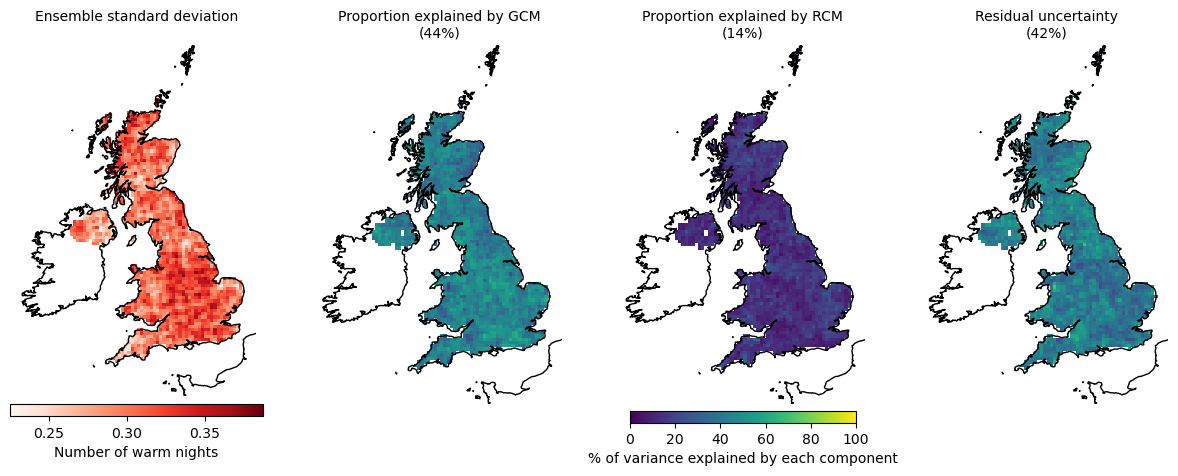 Ensemble standard deviation
Proportion explained by GCM
(44%)
Proportion explained by RCM
(14%)
Residual uncertainty
(42%)
0.25 0.30 0.35
Number of warm nights
0 20 40 60 80 100
% of variance explained by each component